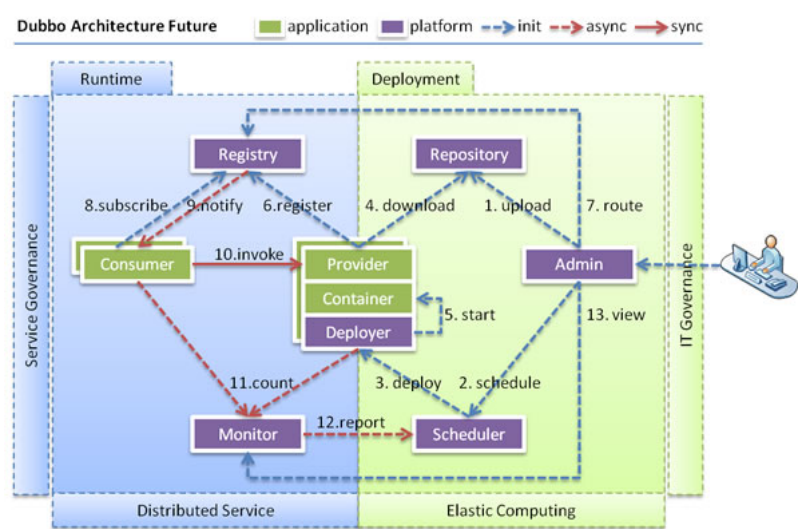 Dubbo Architecture Future
application
platform
init
async
sync
Runtime
Deployment
Service Governance
IT Governance
Registry
Repository
8.subscribe
9.notify
6.register
4. download
1. upload
7. route
Consumer
10.invoke
Provider
Admin
Container
Deployer
5. start
13. view
11.count
3. deploy
2. schedule
Monitor
12.report
Scheduler
Distributed Service
Elastic Computing